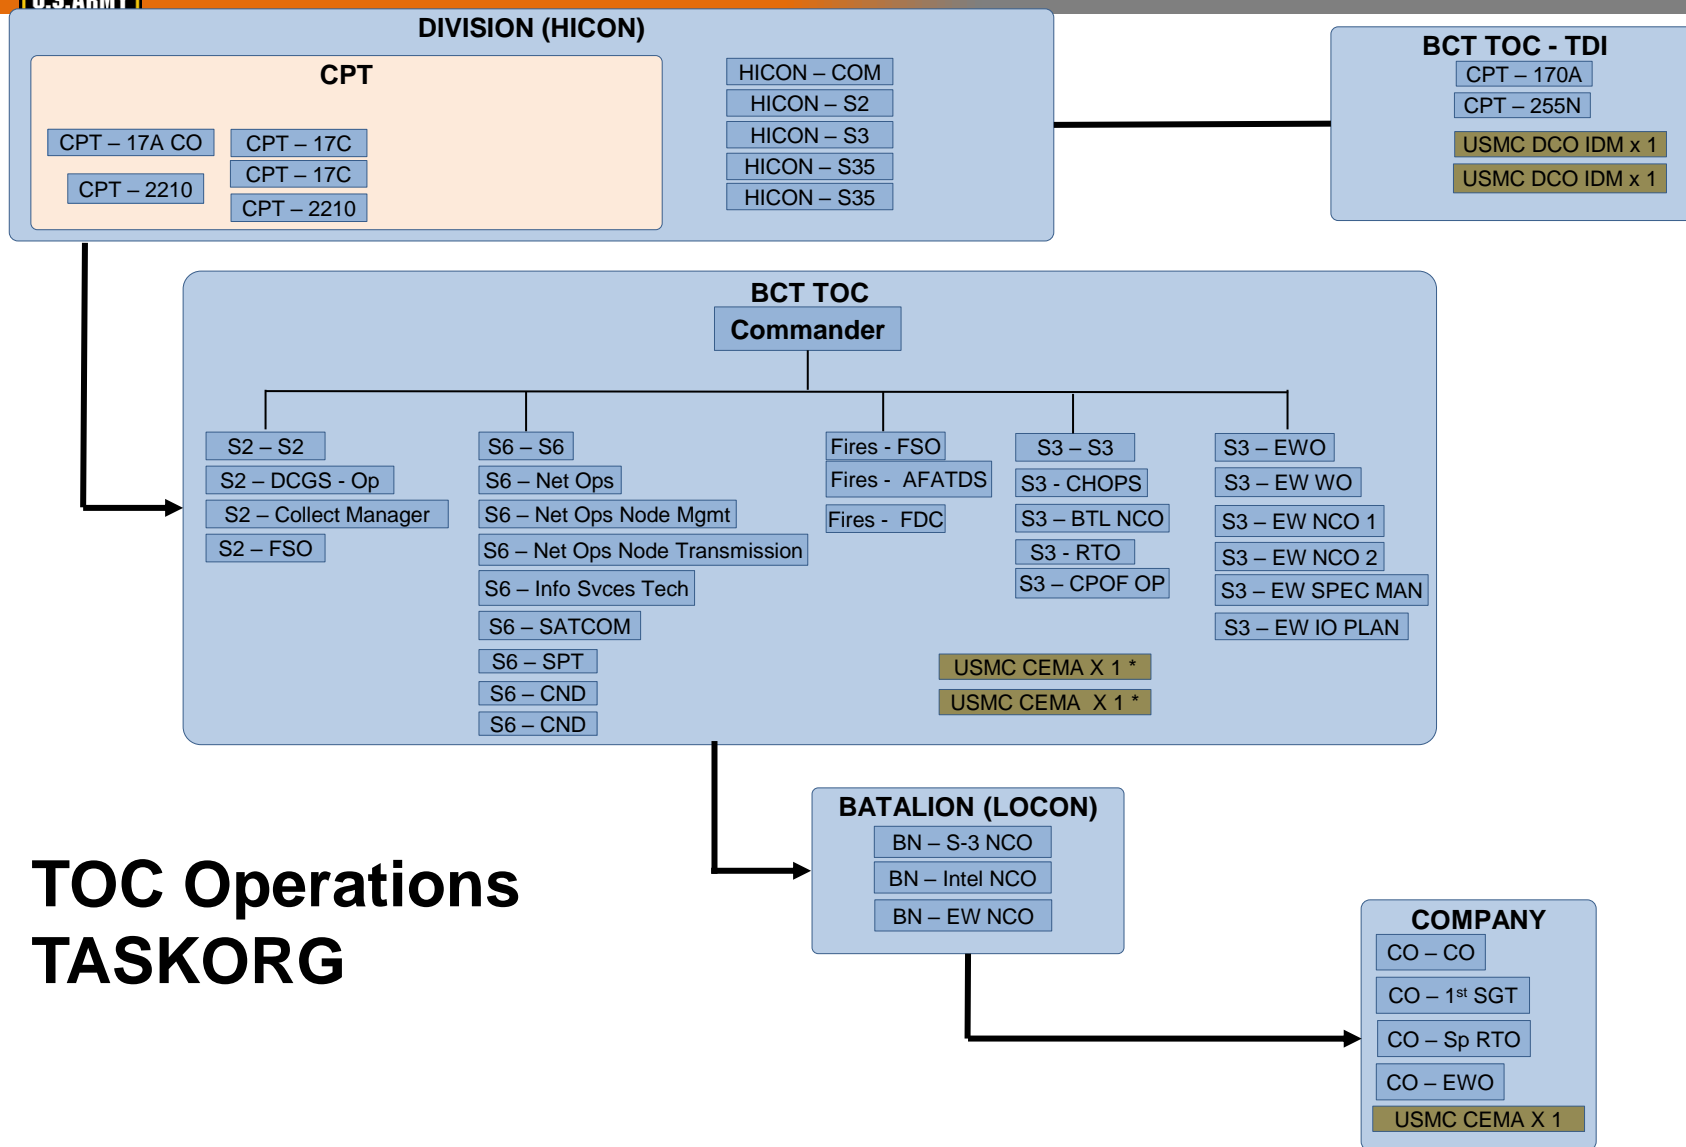 U.S.ARMY
DIVISION (HICON)
CPT
CPT – 17A CO
CPT – 2210
CPT – 17C
CPT – 17C
CPT – 2210
HICON – COM
HICON – S2
HICON – S3
HICON – S35
HICON – S35
BCT TOC - TDI
CPT – 170A
CPT – 255N
USMC DCO IDM x 1
USMC DCO IDM x 1
BCT TOC
Commander
S2 – S2
S2 – DCGS - Op
S2 – Collect Manager
S2 – FSO
S6 – S6
S6 – Net Ops
S6 – Net Ops Node Mgmt
S6 – Net Ops Node Transmission
S6 – Info Svces Tech
S6 – SATCOM
S6 – SPT
S6 – CND
S6 – CND
Fires - FSO
Fires - AFATDS
Fires - FDC
S3 – S3
S3 - CHOPS
S3 – BTL NCO
S3 - RTO
S3 – CPOF OP
S3 – EWO
S3 – EW WO
S3 – EW NCO 1
S3 – EW NCO 2
S3 – EW SPEC MAN
S3 – EW IO PLAN
USMC CEMA X 1 *
USMC CEMA X 1 *
BATALION (LOCON)
BN – S-3 NCO
BN – Intel NCO
BN – EW NCO
TOC Operations
TASKORG
COMPANY
CO – CO
CO – 1st SGT
CO – Sp RTO
CO – EWO
USMC CEMA X 1